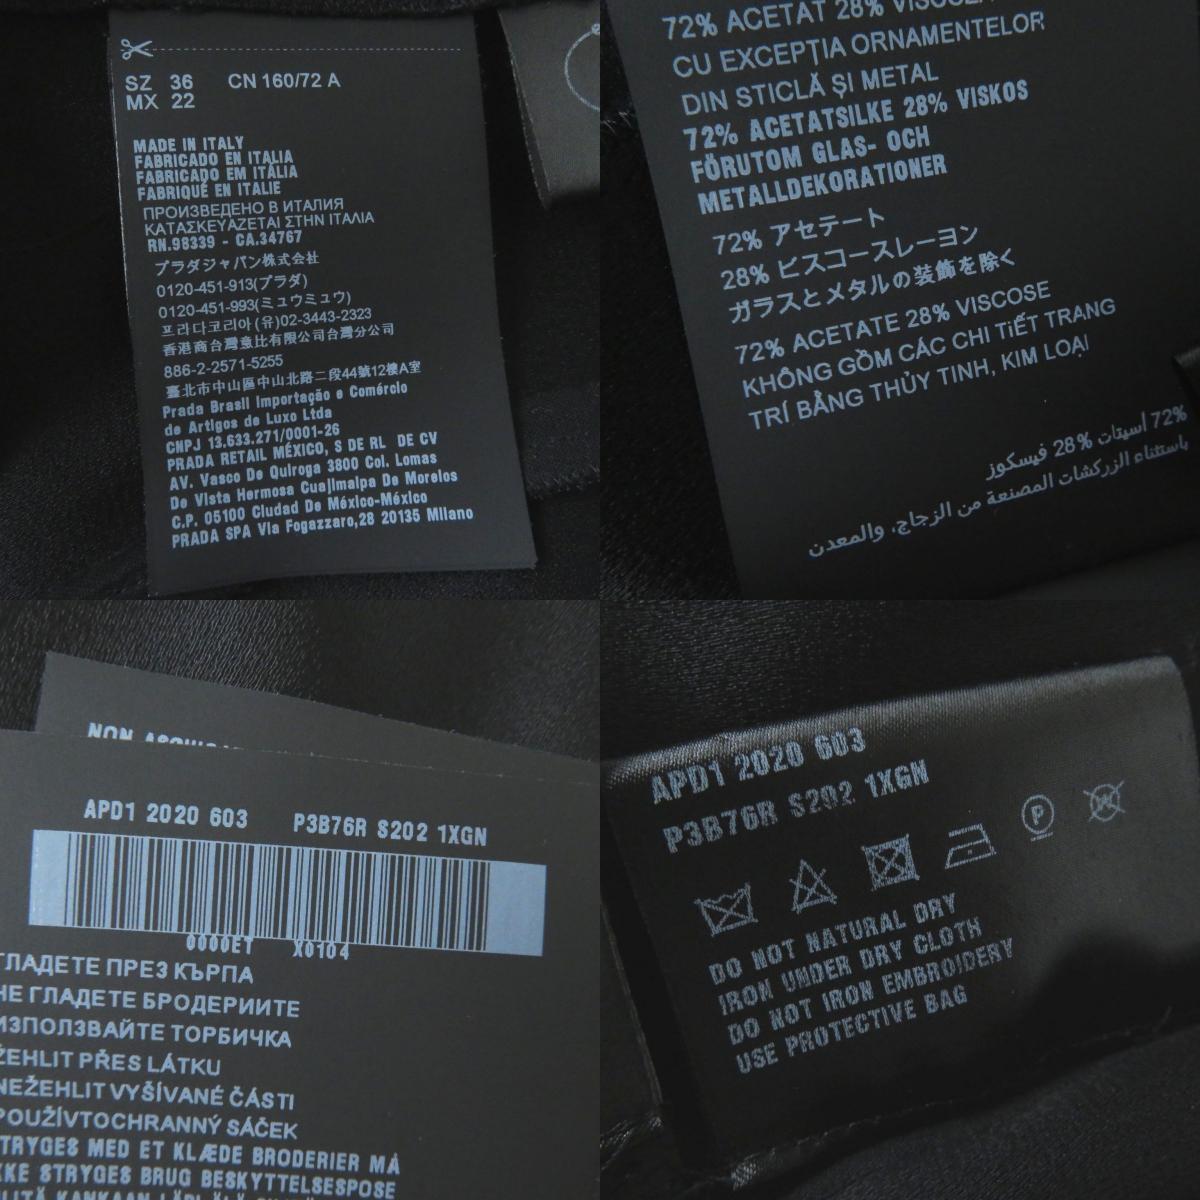 SZ 36 CN 160/72 A
MX 22
MADE IN ITALY
FABRICADO EN ITALIA
FABRICADO EM ITÁLIA
FABRIQUÉ EN ITALIE
ПРОИЗВЕДЕНО В ИТАЛИЯ
ΚΑΤΑΣΚΕΥΑΖΕΤΑΙ ΣΤΗΝ ΙΤΑΛΙΑ
RN.98339 - CA.34767
プラダジャパン株式会社
0120-451-913(プラダ)
0120-451-993(ミュウミュウ)
프라다코리아(유)02-3443-2323
香港商台灣意比有限公司台灣分公司
886-2-2571-5255
臺北市中山區中山北路二段44號12樓A室
Prada Brasil Importação e Comércio
de Artigos de Luxo Ltda
CNPJ 13.633.271/0001-26
PRADA RETAIL MÉXICO, S DE RL DE CV
AV. Vasco De Quiroga 3800 Col. Lomas
De Vista Hermosa Cuajimalpa De Morelos
C.P. 05100 Ciudad De México-México
PRADA SPA Via Fogazzaro,28 20135 Milano
72% ACETAT 28%
CU EXCEPȚIA ORNAMENTELOR
DIN STICLĂ ȘI METAL
72% ACETATSILKE 28% VISKOS
FÖRUTOM GLAS- OCH
METALLDEKORATIONER
72% アセテート
28% ビスコースレーヨン
ガラスとメタルの装飾を除く
72% ACETATE 28% VISCOSE
KHÔNG GỒM CÁC CHI TIẾT TRANG
TRÍ BẰNG THỦY TINH, KIM LOẠI
72% أسيتات 28% فيسكوز
باستثناء الزركشات المصنعة من الزجاج، والمعدن
NON
APD1 2020 603 P3B76R S202 1XGN
0000ET X0104
ГЛАДЕТЕ ПРЕЗ КЪРПА
НЕ ГЛАДЕТЕ БРОДЕРИИТЕ
ИЗПОЛЗВАЙТЕ ТОРБИЧКА
ŽEHLIT PŘES LÁTKU
NEŽEHLIT VYŠÍVANÉ ČÁSTI
POUŽÍVTOCHRANNÝ SÁČEK
STRYGES MED ET KLÆDE BRODERIER MÅ
IKKE STRYGES BRUG BESKYTTELSESPOSE
APD1 2020 603
P3B76R S202 1XGN
P
W
DO NOT NATURAL DRY
IRON UNDER DRY CLOTH
DO NOT IRON EMBROIDERY
USE PROTECTIVE BAG